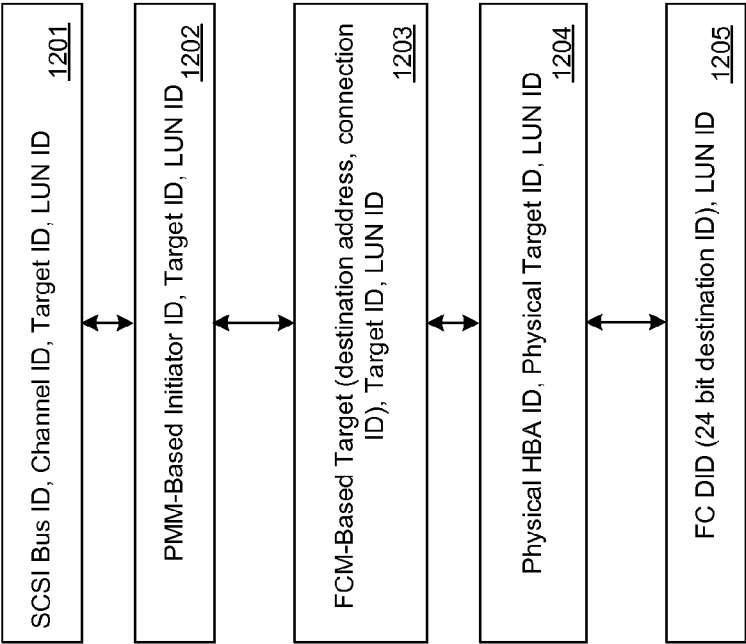 SCSI Bus ID, Channel ID, Target ID, LUN ID
1201
PMM-Based Initiator ID, Target ID, LUN ID
1202
FCM-Based Target (destination address, connection
ID), Target ID, LUN ID
1203
Physical HBA ID, Physical Target ID, LUN ID
1204
FC DID (24 bit destination ID), LUN ID
1205